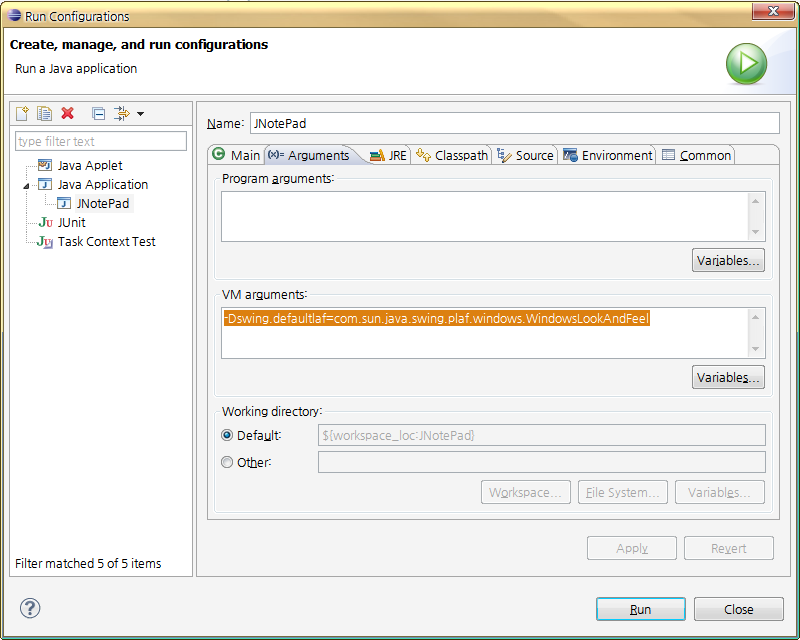 Run Configurations
Create, manage, and run configurations
Run a Java application
type filter text
Java Applet
Java Application
JNotePad
JUnit
Task Context Test
Filter matched 5 of 5 items
Name: JNotePad
Main (x)= Arguments JRE Classpath Source Environment Common
Program arguments:
Variables...
VM arguments:
-Dswing.defaultlaf=com.sun.java.swing.plaf.windows.WindowsLookAndFeel
Variables...
Working directory:
Default: ${workspace_loc:JNotePad}
Other:
Workspace... File System... Variables...
Apply Revert
Run Close